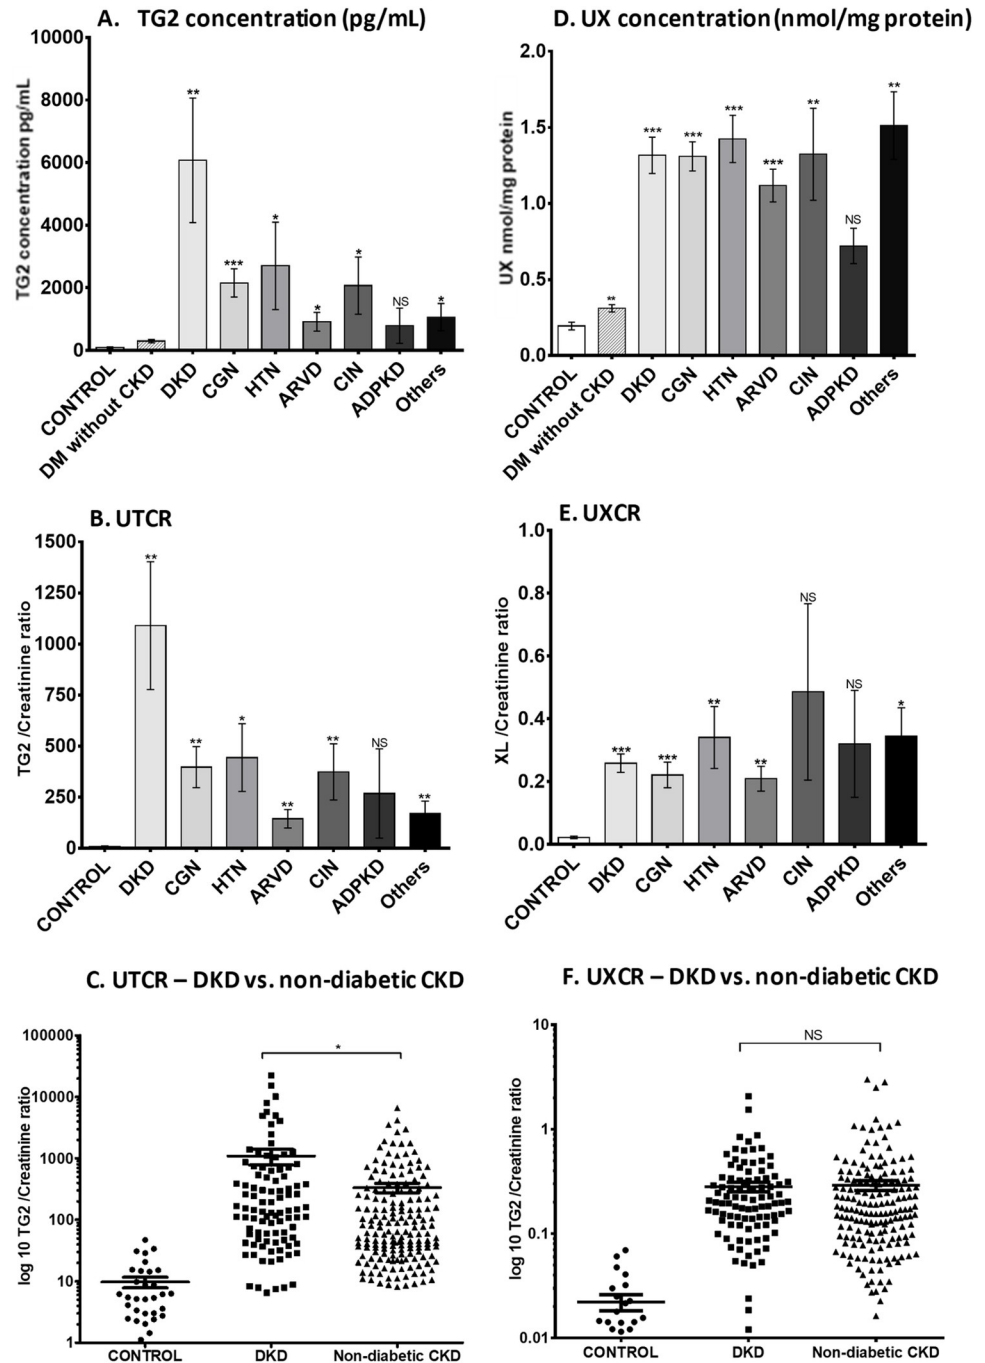 A. TG2 concentration (pg/mL)
TG2 concentration pg/mL
10000
8000
6000
4000
2000
0
**
***
*
*
*
NS
*
CONTROL
DM without CKD
DKD
CGN
HTN
ARVD
CIN
ADPKD
Others
D. UX concentration (nmol/mg protein)
UX nmol/mg protein
2.0
1.5
1.0
0.5
0.0
**
***
***
***
***
**
NS
**
CONTROL
DM without CKD
DKD
CGN
HTN
ARVD
CIN
ADPKD
Others
B. UTCR
TG2 /Creatinine ratio
1500
1250
1000
750
500
250
0
**
**
*
**
**
NS
**
CONTROL
DKD
CGN
HTN
ARVD
CIN
ADPKD
Others
E. UXCR
XL /Creatinine ratio
1.0
0.8
0.6
0.4
0.2
0.0
***
***
**
**
NS
NS
*
CONTROL
DKD
CGN
HTN
ARVD
CIN
ADPKD
Others
C. UTCR – DKD vs. non-diabetic CKD
log 10 TG2 /Creatinine ratio
100000
10000
1000
100
10
1
*
CONTROL
DKD
Non-diabetic CKD
F. UXCR – DKD vs. non-diabetic CKD
log 10 TG2 /Creatinine ratio
10
1
0.1
0.01
NS
CONTROL
DKD
Non-diabetic CKD